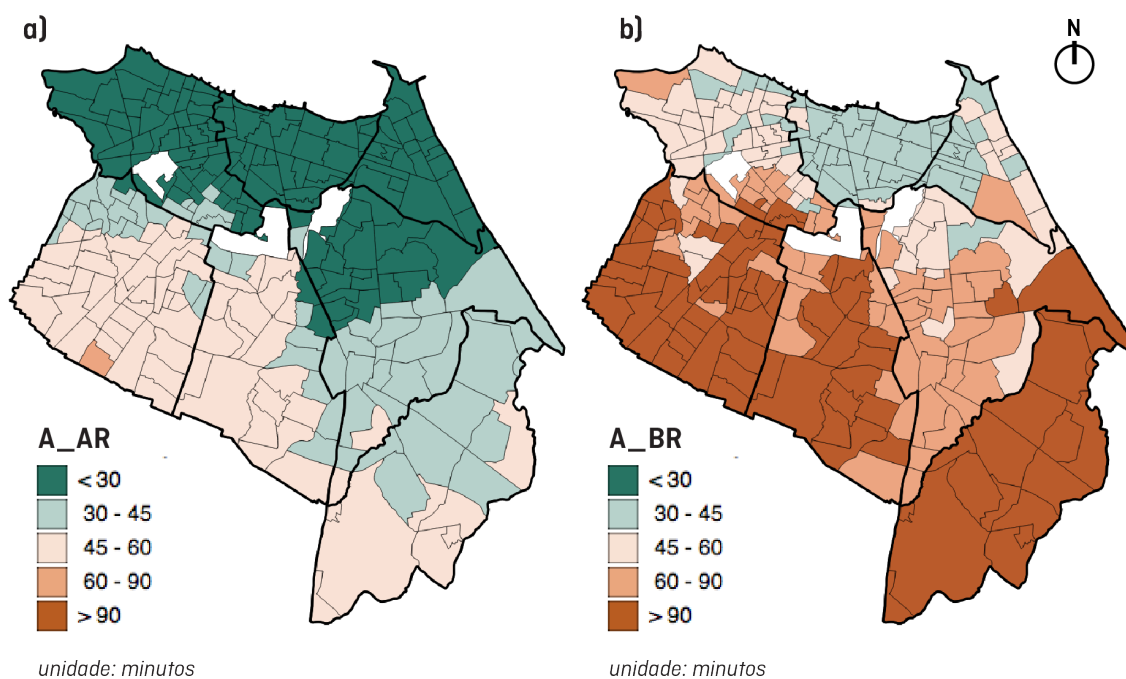 a)
A_AR
< 30
30 - 45
45 - 60
60 - 90
> 90
unidade: minutos
b)
N
A_BR
< 30
30 - 45
45 - 60
60 - 90
> 90
unidade: minutos